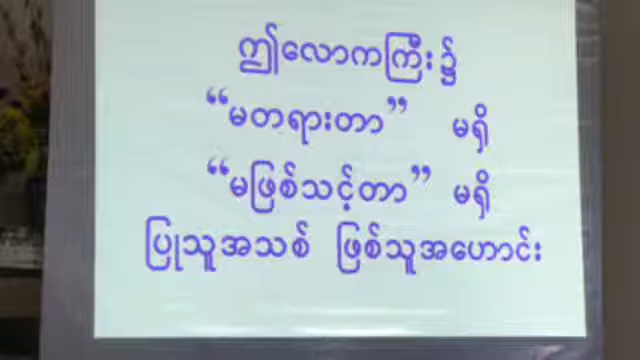 ဤလောကကြီး၌
“မတရားတာ” မရှိ
“မဖြစ်သင့်တာ” မရှိ
ပြုသူအသစ် ဖြစ်သူအဟောင်း